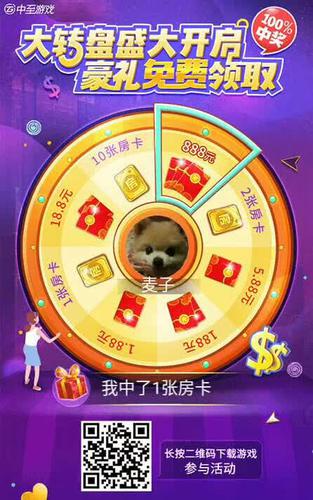 中至游戏
大转盘盛大开启
100%
中奖
豪礼免费领取
888元
10张房卡
2张房卡
18.8元
5.88元
1张房卡
188元
1.88元
房
麦子
我中了1张房卡
长按二维码下载游戏
参与活动